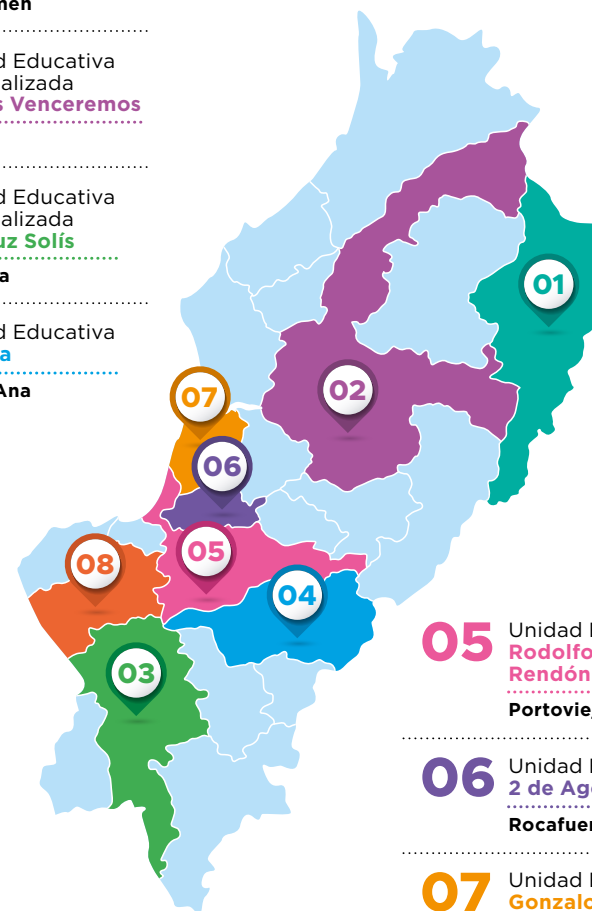 men
d Educativa
alizada
s Venceremos
d Educativa
alizada
uz Solís
a
d Educativa
a
Ana
01
02
07
06
05
08
04
03
05 Unidad
Rodolfo
Rendón
Portovie
06 Unidad
2 de Ag
Rocafue
07 Unidad
Gonzalo